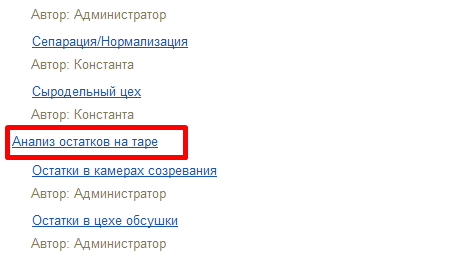 Автор: Администратор
Сепарация/Нормализация
Автор: Константа
Сыродельный цех
Автор: Константа
Анализ остатков на таре
Остатки в камерах созревания
Автор: Администратор
Остатки в цехе обсушки
Автор: Администратор